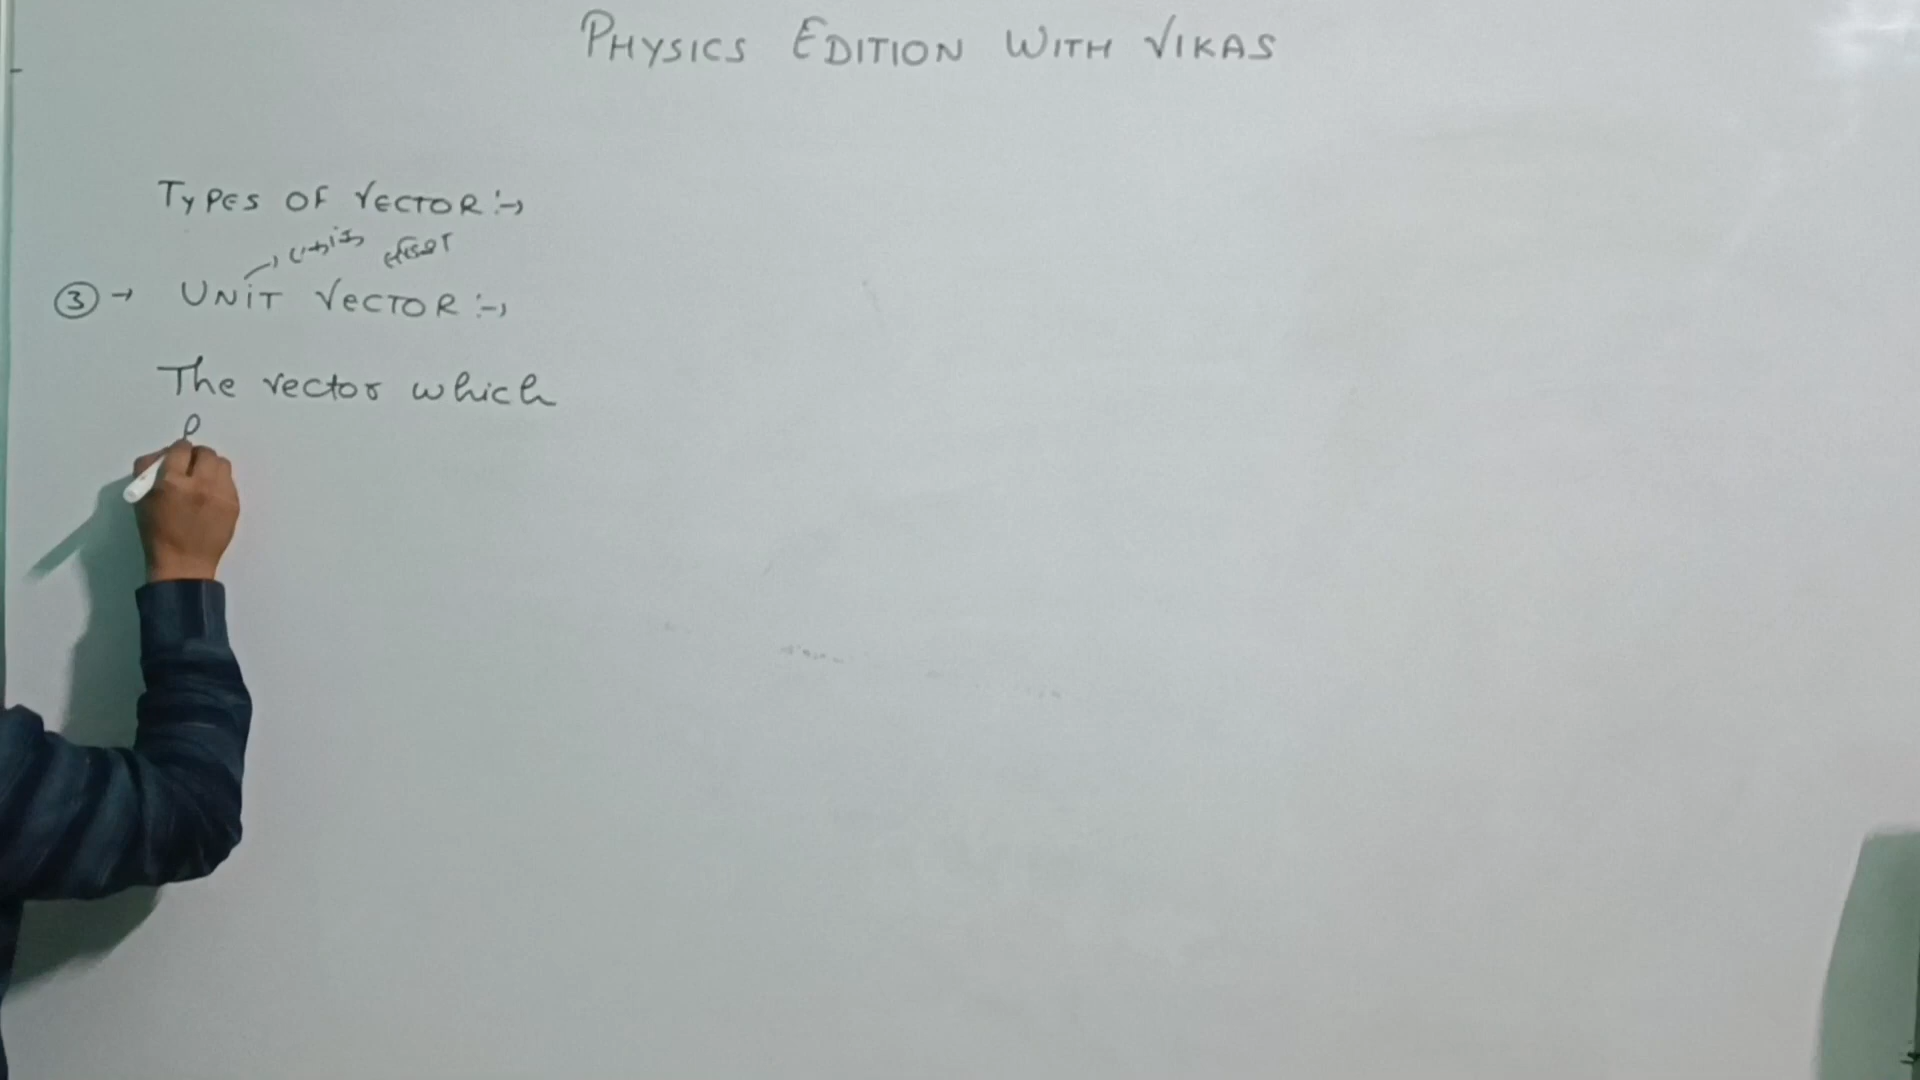 PHYSICS EDITION WITH VIKAS
TYPES OF VECTOR :→
③ → UNIT VECTOR :→
The vector which